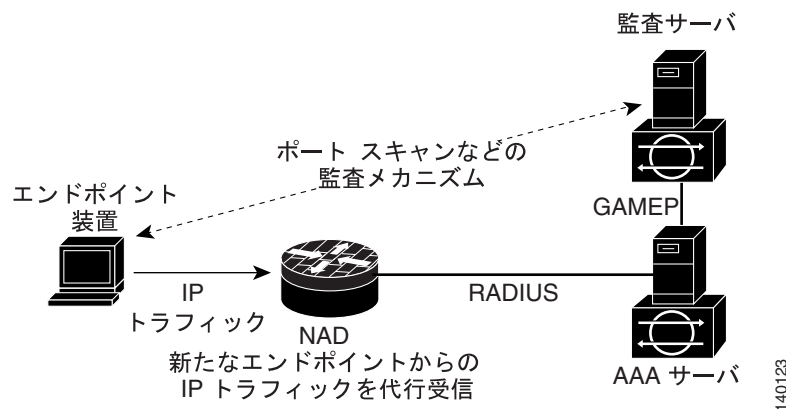 監査サーバ
ポート スキャンなどの
監査メカニズム
エンドポイント
装置
GAMEP
IP
トラフィック
RADIUS
NAD
新たなエンドポイントからの
IP トラフィックを代行受信
AAA サーバ
140123